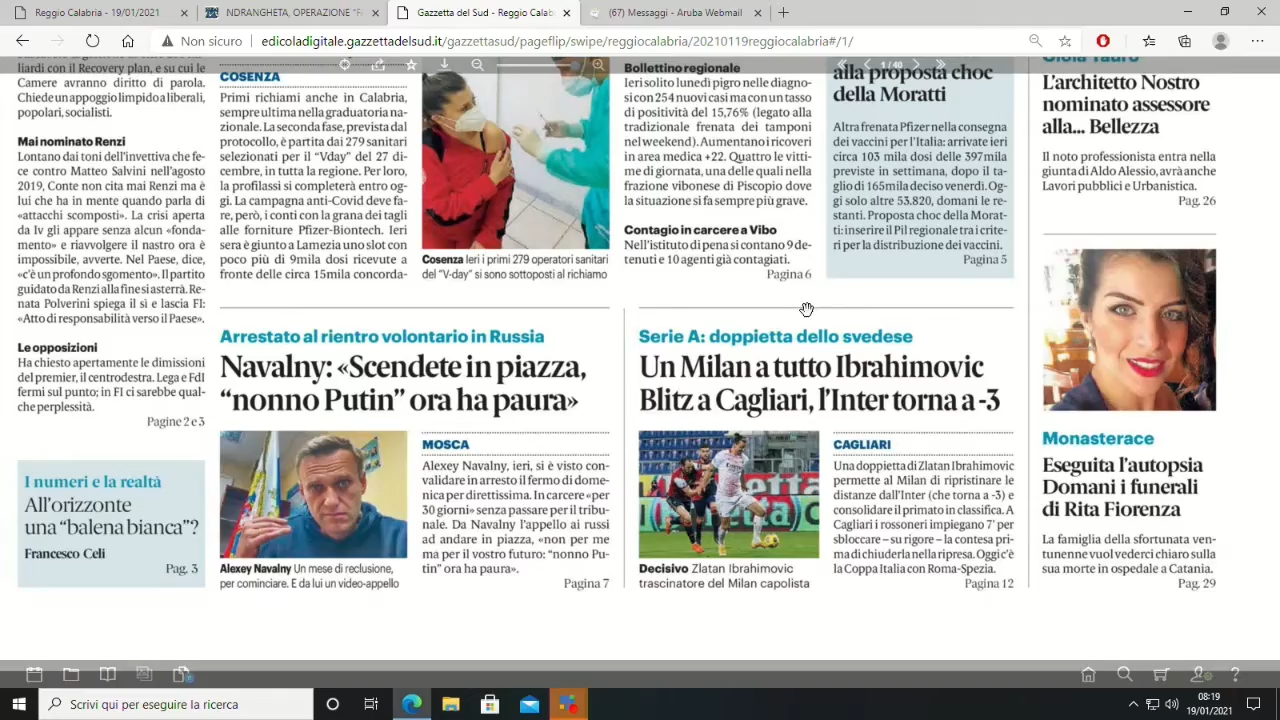 Reggio Calabria - 19/01/2021
NDRANGHETA, OPERAZIONE "F
Gazzetta del Sud - Reggio Calab
(67) Messaggi - Aruba Webmail
Non sicuro
edicoladigitale.gazzettadelsud.it/gazzettasud/pageflip/swipe/reggiocalabria/20210119reggiocalabria#/1/
1 / 40
liardi con il Recovery plan, e su cui le
Camere avranno diritto di parola.
Chiede un appoggio limpido a liberali,
popolari, socialisti.
Mai nominato Renzi
Lontano dai toni dell'invettiva che fe-
ce contro Matteo Salvini nell'agosto
2019, Conte non cita mai Renzi ma è
lui che ha in mente quando parla di
«attacchi scomposti». La crisi aperta
da Iv gli appare senza alcun «fonda-
mento» e riavvolgere il nastro ora è
impossibile, avverte. Nel Paese, dice,
«c'è un profondo sgomento». Il partito
guidato da Renzi alla fine si asterrà. Re-
nata Polverini spiega il sì e lascia FI:
«Atto di responsabilità verso il Paese».
Le opposizioni
Ha chiesto apertamente le dimissioni
del premier, il centrodestra. Lega e FdI
fermi sul punto; in FI ci sarebbe qual-
che perplessità.
Pagine 2 e 3
I numeri e la realtà
All'orizzonte
una "balena bianca"?
Francesco Celi
Pag. 3
COSENZA
Primi richiami anche in Calabria,
sempre ultima nella graduatoria na-
zionale. La seconda fase, prevista dal
protocollo, è partita dai 279 sanitari
selezionati per il "Vday" del 27 di-
cembre, in tutta la regione. Per loro,
la profilassi si completerà entro og-
gi. La campagna anti-Covid deve fa-
re, però, i conti con la grana dei tagli
alle forniture Pfizer-Biontech. Ieri
sera è giunto a Lamezia uno slot con
poco più di 9mila dosi ricevute a
fronte delle circa 15mila concorda-
Cosenza Ieri i primi 279 operatori sanitari
del "V-day" si sono sottoposti al richiamo
Bollettino regionale
Ieri solito lunedì pigro nelle diagno-
si con 254 nuovi casi ma con un tasso
di positività del 15,76% (legato alla
tradizionale frenata dei tamponi
nel weekend). Aumentano i ricoveri
in area medica +22. Quattro le vitti-
me di giornata, una delle quali nella
frazione vibonese di Piscopio dove
la situazione si fa sempre più grave.
Contagio in carcere a Vibo
Nell'istituto di pena si contano 9 de-
tenuti e 10 agenti già contagiati.
Pagina 6
alla proposta choc
della Moratti
Altra frenata Pfizer nella consegna
dei vaccini per l'Italia: arrivate ieri
circa 103 mila dosi delle 397mila
previste in settimana, dopo il ta-
glio di 165mila deciso venerdì. Og-
gi solo altre 53.820, domani le re-
stanti. Proposta choc della Morat-
ti: inserire il Pil regionale tra i crite-
ri per la distribuzione dei vaccini.
Pagina 5
Gioia Tauro
L'architetto Nostro
nominato assessore
alla... Bellezza
Il noto professionista entra nella
giunta di Aldo Alessio, avrà anche
Lavori pubblici e Urbanistica.
Pag. 26
Arrestato al rientro volontario in Russia
Navalny: «Scendete in piazza,
"nonno Putin" ora ha paura»
Alexey Navalny Un mese di reclusione,
per cominciare. E da lui un video-appello
MOSCA
Alexey Navalny, ieri, si è visto con-
validare in arresto il fermo di dome-
nica per direttissima. In carcere «per
30 giorni» senza passare per il tribu-
nale. Da Navalny l'appello ai russi
ad andare in piazza, «non per me
ma per il vostro futuro: "nonno Pu-
tin" ora ha paura».
Pagina 7
Serie A: doppietta dello svedese
Un Milan a tutto Ibrahimovic
Blitz a Cagliari, l'Inter torna a -3
Decisivo Zlatan Ibrahimovic
trascinatore del Milan capolista
CAGLIARI
Una doppietta di Zlatan Ibrahimovic
permette al Milan di ripristinare le
distanze dall'Inter (che torna a -3) e
consolidare il primato in classifica. A
Cagliari i rossoneri impiegano 7' per
sbloccare – su rigore – la contesa pri-
ma di chiuderla nella ripresa. Oggi c'è
la Coppa Italia con Roma-Spezia.
Pagina 12
Monasterace
Eseguita l'autopsia
Domani i funerali
di Rita Fiorenza
La famiglia della sfortunata ven-
tunenne vuol vederci chiaro sulla
sua morte in ospedale a Catania.
Pag. 29
Scrivi qui per eseguire la ricerca
08:19
19/01/2021